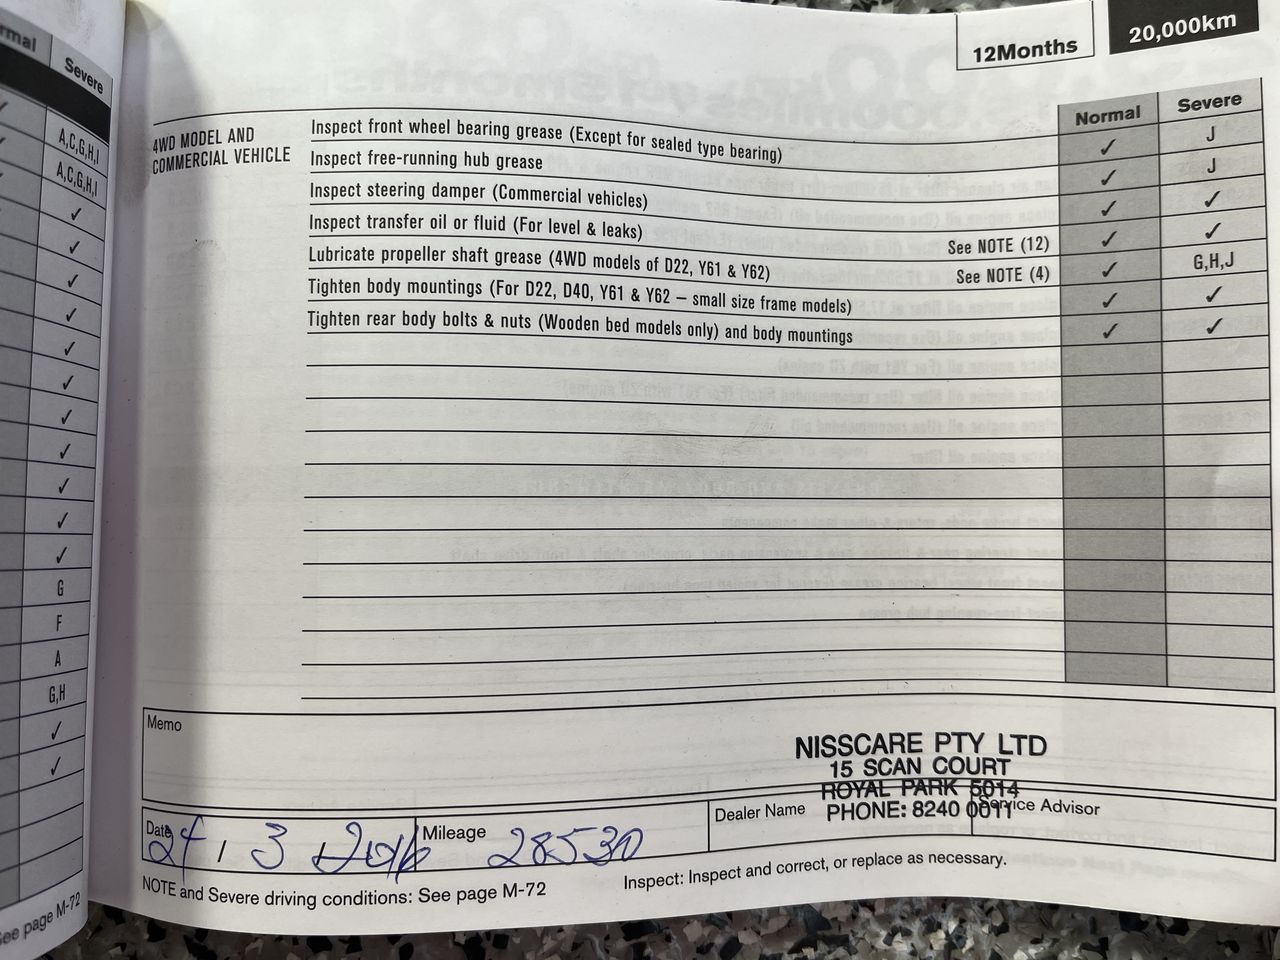 rmal Severe
A,C,G,H,I
A,C,G,H,I
✓
✓
✓
✓
✓
✓
✓
✓
✓
✓
✓
G
F
A
G,H
✓
✓
See page M-72
12Months 20,000km
Normal Severe
4WD MODEL AND COMMERCIAL VEHICLE
Inspect front wheel bearing grease (Except for sealed type bearing) ✓ J
Inspect free-running hub grease ✓ J
Inspect steering damper (Commercial vehicles) ✓ ✓
Inspect transfer oil or fluid (For level & leaks) See NOTE (12) ✓ ✓
Lubricate propeller shaft grease (4WD models of D22, Y61 & Y62) See NOTE (4) ✓ G,H,J
Tighten body mountings (For D22, D40, Y61 & Y62 – small size frame models) ✓ ✓
Tighten rear body bolts & nuts (Wooden bed models only) and body mountings ✓ ✓
Memo
NISSCARE PTY LTD
15 SCAN COURT
ROYAL PARK 5014
PHONE: 8240 0011
Date / 3 2016 Mileage 28530 Dealer Name Service Advisor
NOTE and Severe driving conditions: See page M-72 Inspect: Inspect and correct, or replace as necessary.